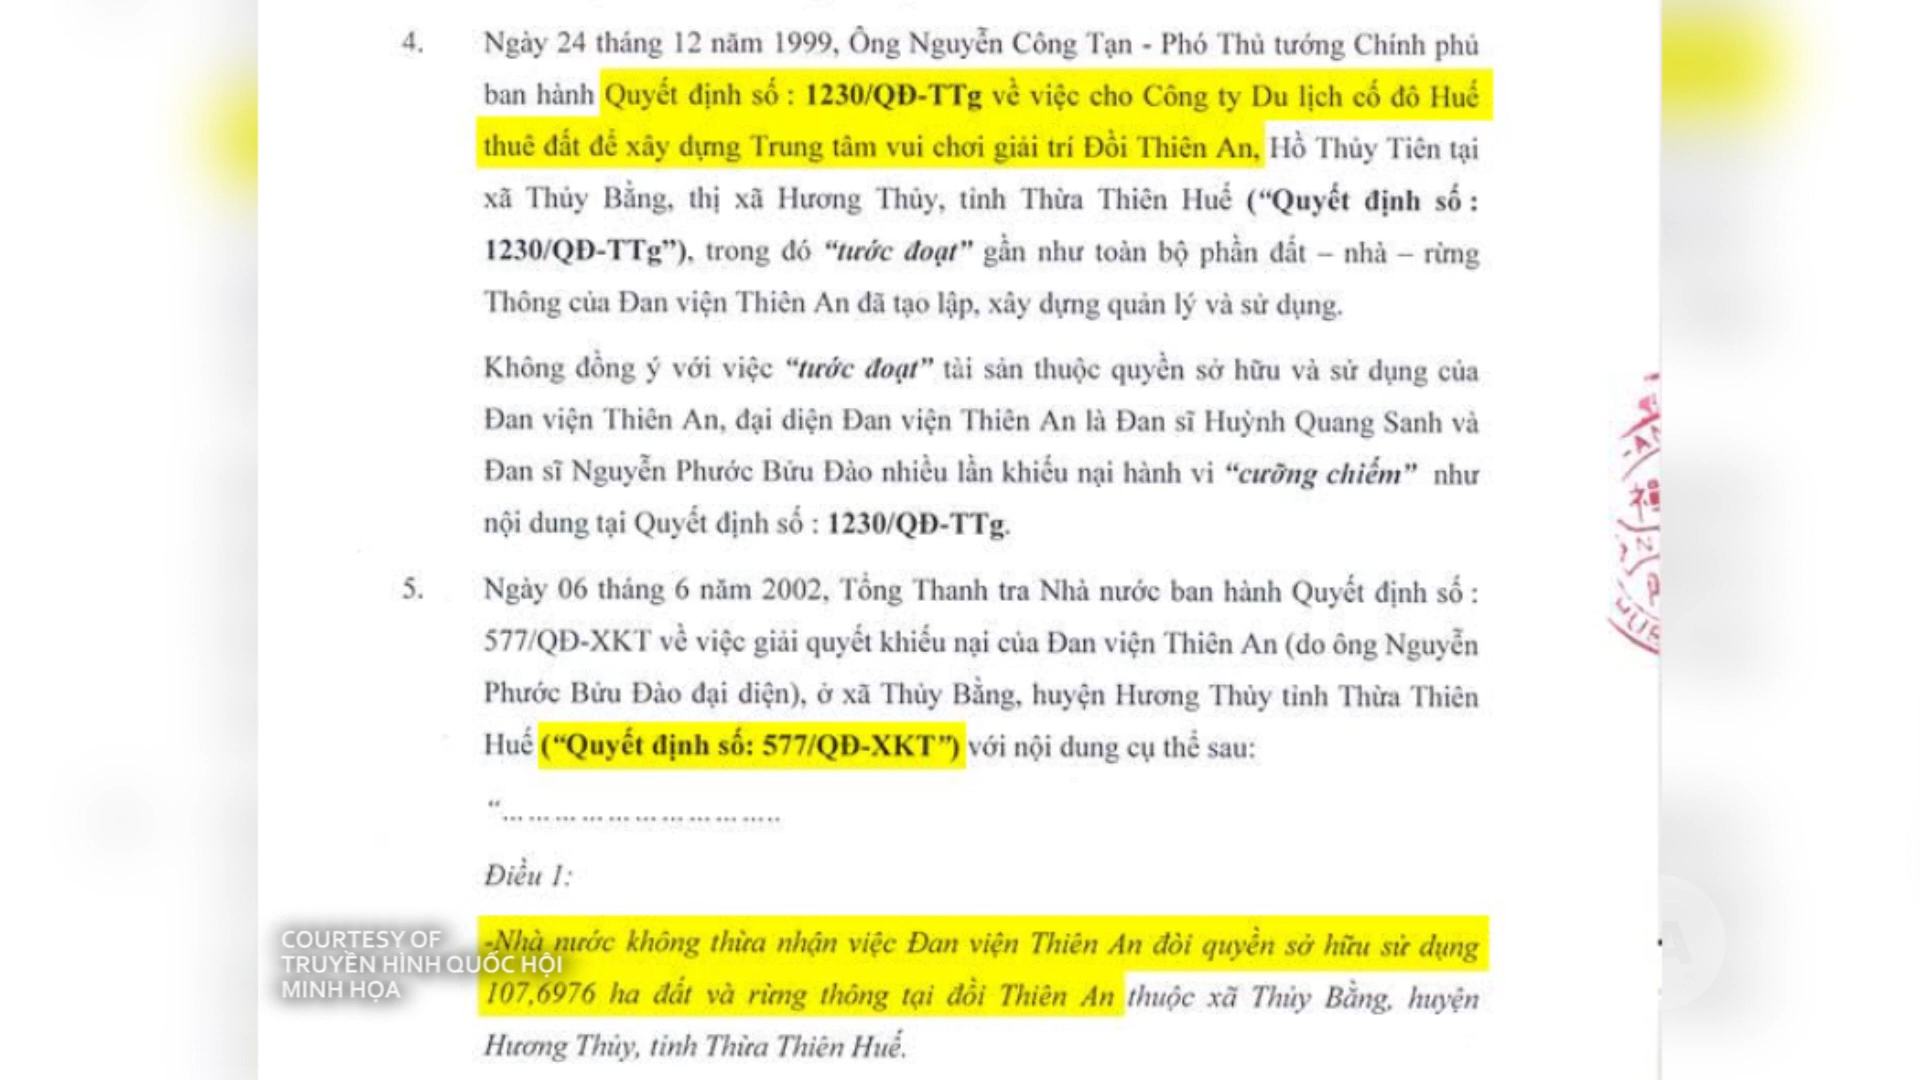 4. Ngày 24 tháng 12 năm 1999, Ông Nguyễn Công Tạn - Phó Thủ tướng Chính phủ
ban hành Quyết định số : 1230/QĐ-TTg về việc cho Công ty Du lịch cố đô Huế
thuê đất để xây dựng Trung tâm vui chơi giải trí Đồi Thiên An, Hồ Thủy Tiên tại
xã Thủy Bằng, thị xã Hương Thủy, tỉnh Thừa Thiên Huế (“Quyết định số :
1230/QĐ-TTg”), trong đó “tước đoạt” gần như toàn bộ phần đất – nhà – rừng
Thông của Đan viện Thiên An đã tạo lập, xây dựng quản lý và sử dụng.
Không đồng ý với việc “tước đoạt” tài sản thuộc quyền sở hữu và sử dụng của
Đan viện Thiên An, đại diện Đan viện Thiên An là Đan sĩ Huỳnh Quang Sanh và
Đan sĩ Nguyễn Phước Bửu Đào nhiều lần khiếu nại hành vi “cưỡng chiếm” như
nội dung tại Quyết định số : 1230/QĐ-TTg.
5. Ngày 06 tháng 6 năm 2002, Tổng Thanh tra Nhà nước ban hành Quyết định số :
577/QĐ-XKT về việc giải quyết khiếu nại của Đan viện Thiên An (do ông Nguyễn
Phước Bửu Đào đại diện), ở xã Thủy Bằng, huyện Hương Thủy tỉnh Thừa Thiên
Huế (“Quyết định số: 577/QĐ-XKT”) với nội dung cụ thể sau:
“………………………….
Điều 1:
-Nhà nước không thừa nhận việc Đan viện Thiên An đòi quyền sở hữu sử dụng
107,6976 ha đất và rừng thông tại đồi Thiên An thuộc xã Thủy Bằng, huyện
Hương Thủy, tỉnh Thừa Thiên Huế.
COURTESY OF
TRUYỀN HÌNH QUỐC HỘI
MINH HỌA